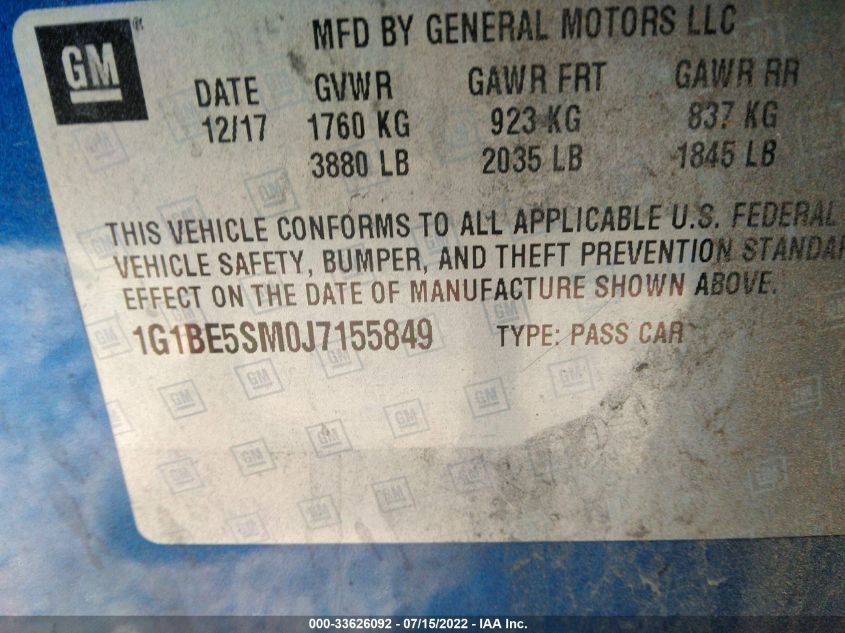 GM
MFD BY GENERAL MOTORS LLC
DATE GVWR GAWR FRT GAWR RR
12/17 1760 KG 923 KG 837 KG
3880 LB 2035 LB 1845 LB
THIS VEHICLE CONFORMS TO ALL APPLICABLE U.S. FEDERAL
VEHICLE SAFETY, BUMPER, AND THEFT PREVENTION STANDA
EFFECT ON THE DATE OF MANUFACTURE SHOWN ABOVE.
1G1BE5SM0J7155849 TYPE: PASS CAR
000-33626092 - 07/15/2022 - IAA Inc.